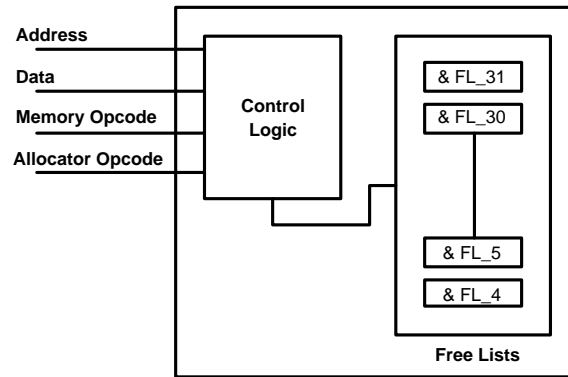 Address
Data
Memory Opcode
Allocator Opcode
Control
Logic
& FL_31
& FL_30
& FL_5
& FL_4
Free Lists